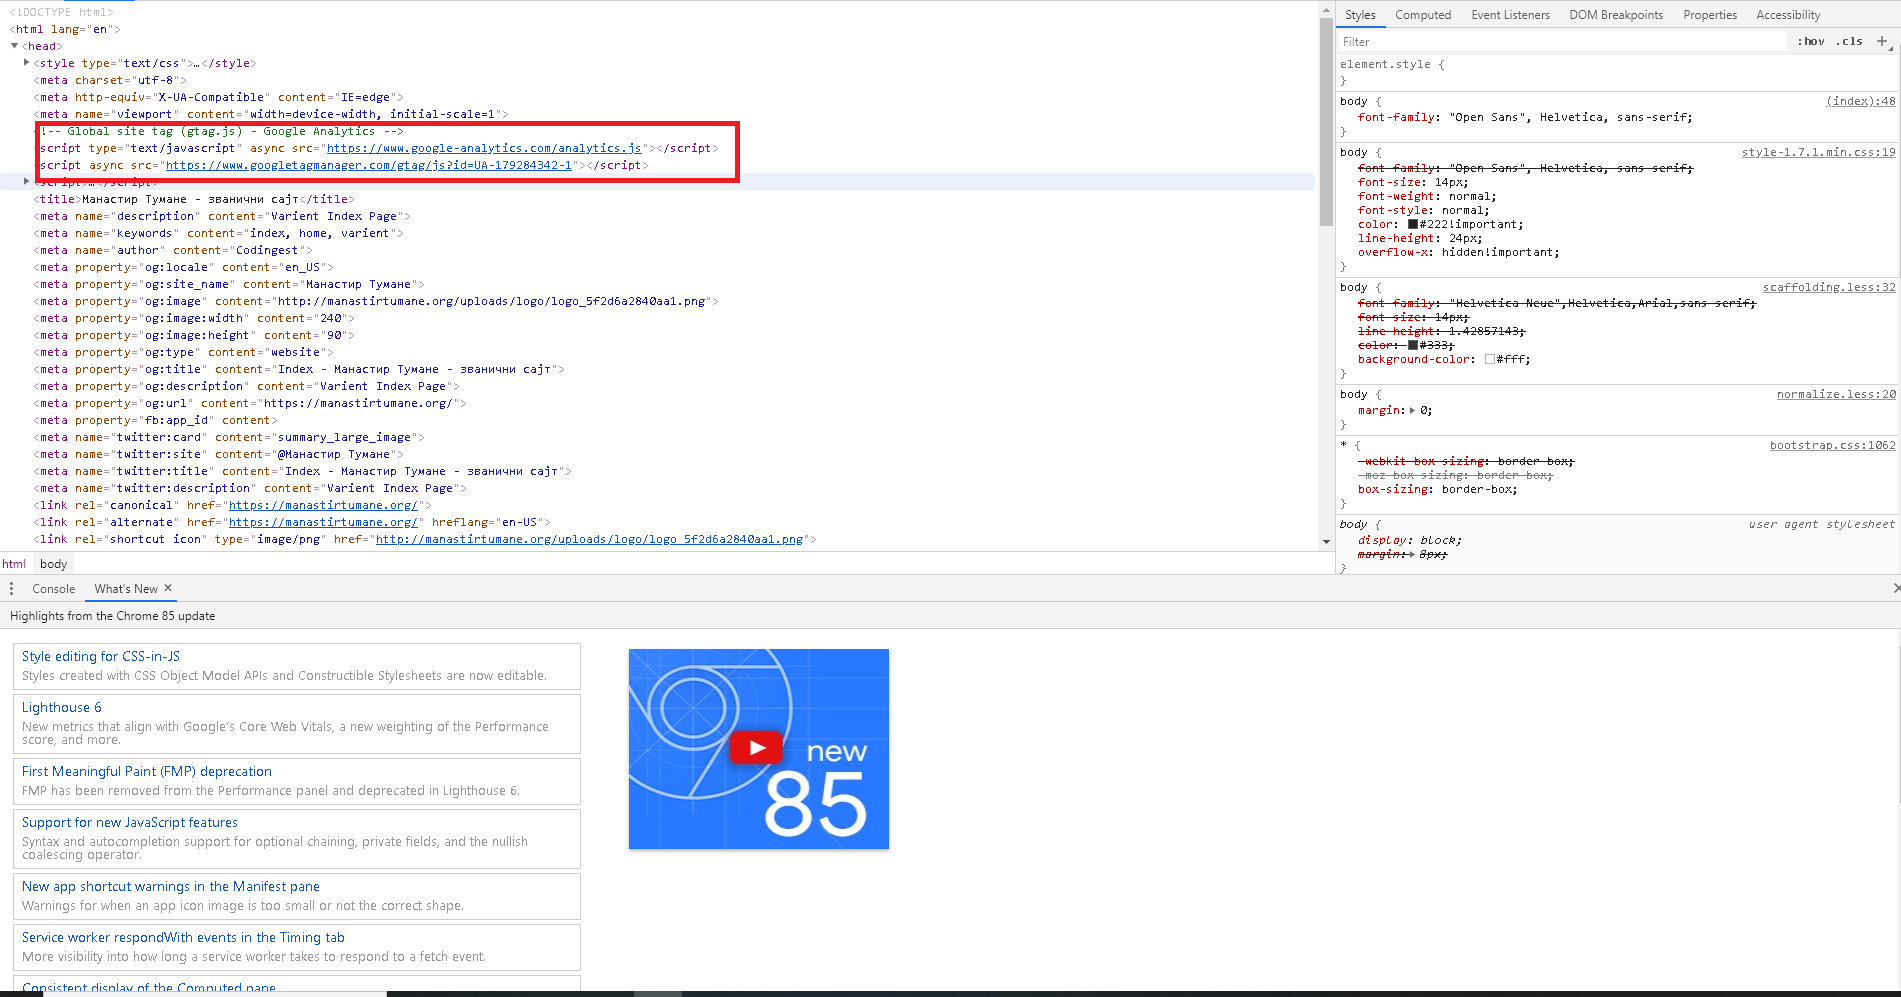 <!DOCTYPE html>
<html lang="en">
▼<head>
▶<style type="text/css">…</style>
<meta charset="utf-8">
<meta http-equiv="X-UA-Compatible" content="IE=edge">
<meta name="viewport" content="width=device-width, initial-scale=1">
!-- Global site tag (gtag.js) - Google Analytics -->
script type="text/javascript" async src="https://www.google-analytics.com/analytics.js"></script>
script async src="https://www.googletagmanager.com/gtag/js?id=UA-179284342-1"></script>
▶<script>…</script>
<title>Манастир Тумане - званични сајт</title>
<meta name="description" content="Varient Index Page">
<meta name="keywords" content="index, home, varient">
<meta name="author" content="Codingest">
<meta property="og:locale" content="en_US">
<meta property="og:site_name" content="Манастир Тумане">
<meta property="og:image" content="http://manastirtumane.org/uploads/logo/logo_5f2d6a2840aa1.png">
<meta property="og:image:width" content="240">
<meta property="og:image:height" content="90">
<meta property="og:type" content="website">
<meta property="og:title" content="Index - Манастир Тумане - званични сајт">
<meta property="og:description" content="Varient Index Page">
<meta property="og:url" content="https://manastirtumane.org/">
<meta property="fb:app_id" content>
<meta name="twitter:card" content="summary_large_image">
<meta name="twitter:site" content="@Манастир Тумане">
<meta name="twitter:title" content="Index - Манастир Тумане - званични сајт">
<meta name="twitter:description" content="Varient Index Page">
<link rel="canonical" href="https://manastirtumane.org/">
<link rel="alternate" href="https://manastirtumane.org/" hreflang="en-US">
<link rel="shortcut icon" type="image/png" href="http://manastirtumane.org/uploads/logo/logo_5f2d6a2840aa1.png">
html body
Styles Computed Event Listeners DOM Breakpoints Properties Accessibility
Filter :hov .cls +
element.style {
}
body { (index):48
font-family: "Open Sans", Helvetica, sans-serif;
}
body { style-1.7.1.min.css:19
font-family: "Open Sans", Helvetica, sans-serif;
font-size: 14px;
font-weight: normal;
font-style: normal;
color: #222!important;
line-height: 24px;
overflow-x: hidden!important;
}
body { scaffolding.less:32
font-family: "Helvetica Neue",Helvetica,Arial,sans-serif;
font-size: 14px;
line-height: 1.42857143;
color: #333;
background-color: #fff;
}
body { normalize.less:20
margin:▶ 0;
}
* { bootstrap.css:1062
-webkit-box-sizing: border-box;
-moz-box-sizing: border-box;
box-sizing: border-box;
}
body { user agent stylesheet
display: block;
margin:▶ 8px;
}
Console What's New ×
Highlights from the Chrome 85 update
Style editing for CSS-in-JS
Styles created with CSS Object Model APIs and Constructible Stylesheets are now editable.
Lighthouse 6
New metrics that align with Google's Core Web Vitals, a new weighting of the Performance
score, and more.
First Meaningful Paint (FMP) deprecation
FMP has been removed from the Performance panel and deprecated in Lighthouse 6.
Support for new JavaScript features
Syntax and autocompletion support for optional chaining, private fields, and the nullish
coalescing operator.
New app shortcut warnings in the Manifest pane
Warnings for when an app icon image is too small or not the correct shape.
Service worker respondWith events in the Timing tab
More visibility into how long a service worker takes to respond to a fetch event.
Consistent display of the Computed pane
new
85